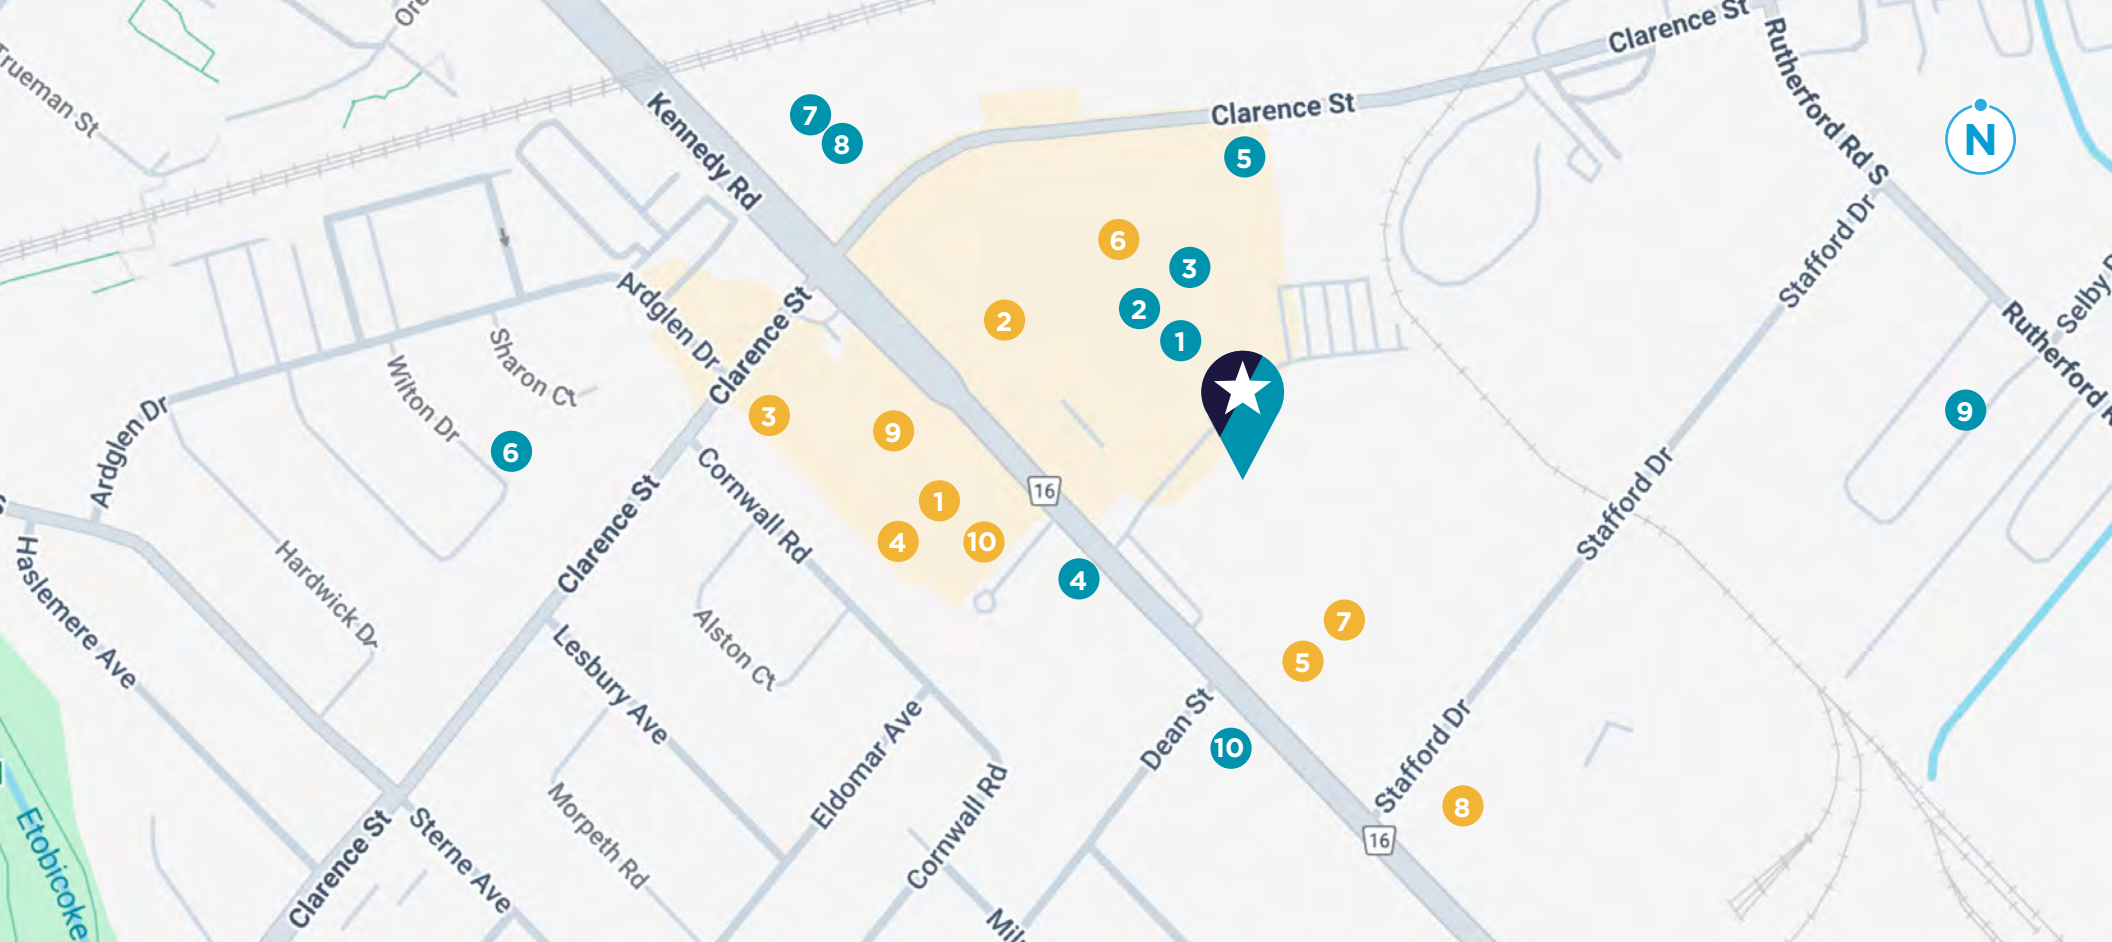 Clarence St
Rutherford Rd S
Trueman St
Kennedy Rd
7
8
Clarence St
5
N
Stafford Dr
6
3
2
2
1
Selby
Rutherford
Ardglen Dr
Clarence St
Sharon Ct
Wilton Dr
Ardglen Dr
3
9
9
6
Cornwall Rd
Clarence St
1
4
10
16
4
Stafford Dr
Haslemere Ave
Hardwick Dr
Alston Ct
Lesbury Ave
7
5
Dean St
10
Eldomar Ave
Cornwall Rd
Stafford Dr
8
16
Morpeth Rd
Sterne Ave
Clarence St
Etobicoke